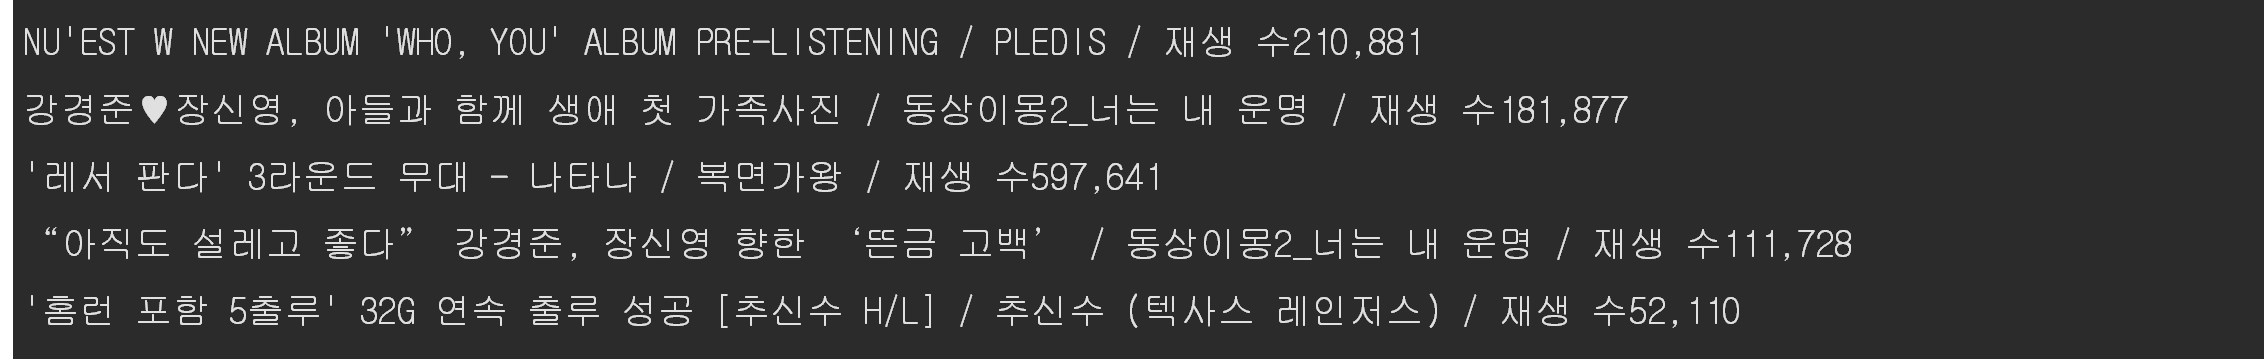 NU'EST W NEW ALBUM 'WHO, YOU' ALBUM PRE-LISTENING / PLEDIS / 재생 수210,881
강경준♥장신영, 아들과 함께 생애 첫 가족사진 / 동상이몽2_너는 내 운명 / 재생 수181,877
'레서 판다' 3라운드 무대 - 나타나 / 복면가왕 / 재생 수597,641
“아직도 설레고 좋다” 강경준, 장신영 향한 ‘뜬금 고백’ / 동상이몽2_너는 내 운명 / 재생 수111,728
'홈런 포함 5출루' 32G 연속 출루 성공 [추신수 H/L] / 추신수 (텍사스 레인저스) / 재생 수52,110